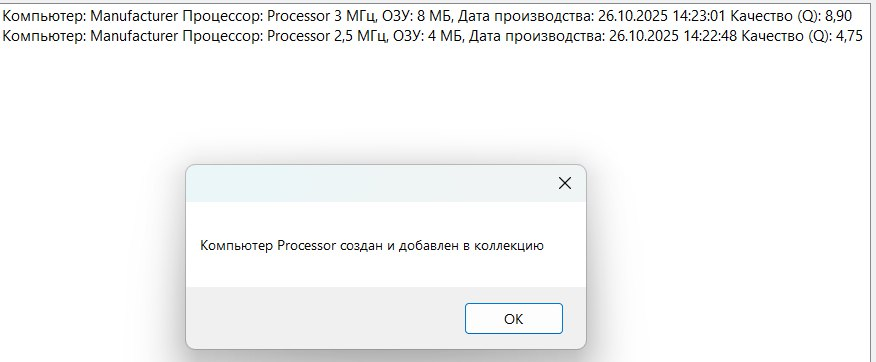 Компьютер: Manufacturer Процессор: Processor 3 МГц, ОЗУ: 8 МБ, Дата производства: 26.10.2025 14:23:01 Качество (Q): 8,90
Компьютер: Manufacturer Процессор: Processor 2,5 МГц, ОЗУ: 4 МБ, Дата производства: 26.10.2025 14:22:48 Качество (Q): 4,75
Компьютер Processor создан и добавлен в коллекцию
ОК